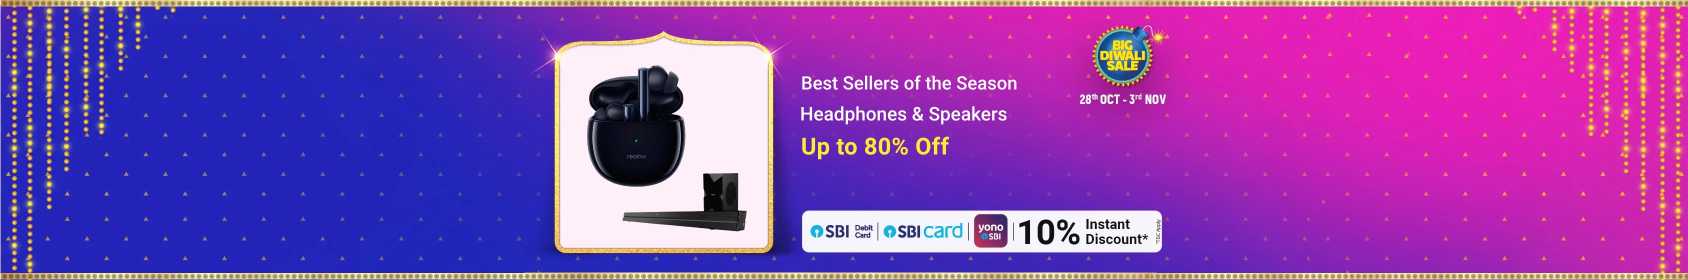 BIG
DIWALI
SALE
28th OCT - 3rd NOV
Best Sellers of the Season
Headphones & Speakers
Up to 80% Off
realme
SBI Debit Card | SBI card | yono SBI | 10% Instant Discount*
*T&C Apply